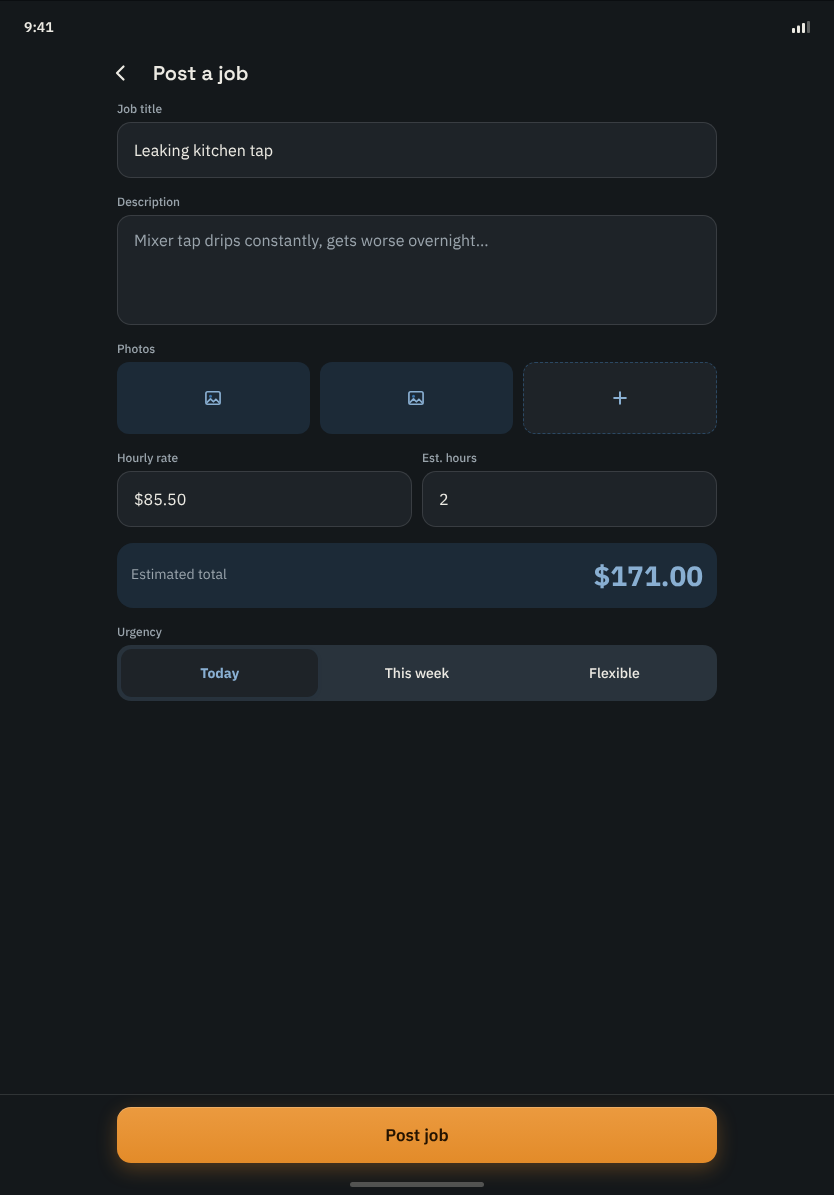 9:41
Post a job
Job title
Leaking kitchen tap
Description
Mixer tap drips constantly, gets worse overnight...
Photos
Hourly rate
Est. hours
$85.50
2
Estimated total
$171.00
Urgency
Today
This week
Flexible
Post job